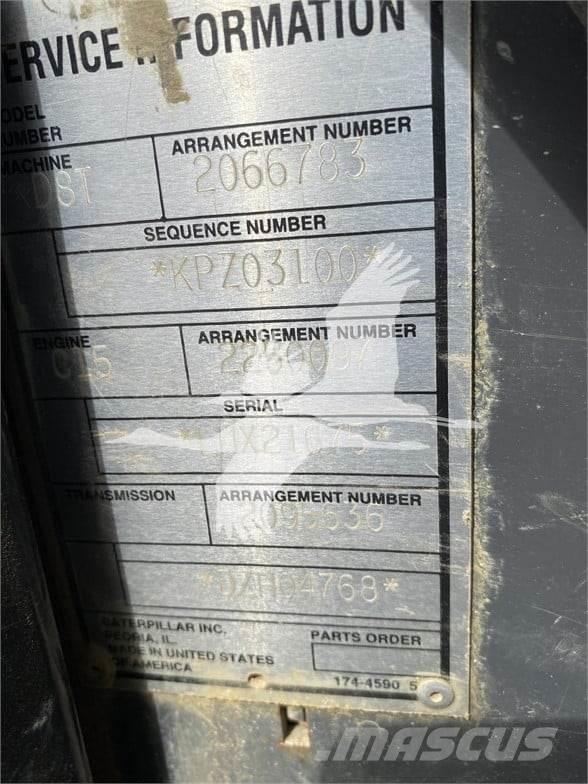 SERVICE INFORMATION
MODEL
NUMBER
MACHINE ARRANGEMENT NUMBER
D8T 2066783
SEQUENCE NUMBER
*KPZ03100*
ENGINE ARRANGEMENT NUMBER
C15
SERIAL
TRANSMISSION ARRANGEMENT NUMBER
CATERPILLAR INC.
PEORIA, IL.
MADE IN UNITED STATES
OF AMERICA
PARTS ORDER
174-4590 5
MASCUS